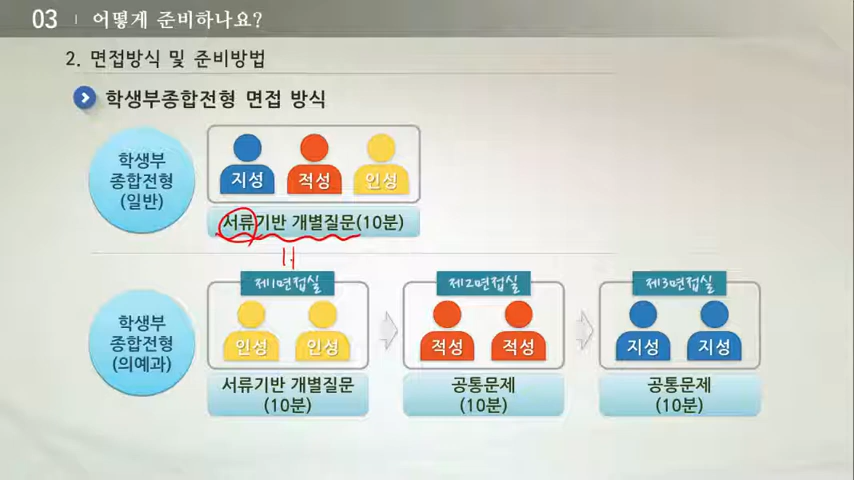 03 | 어떻게 준비하나요?
2. 면접방식 및 준비방법
학생부종합전형 면접 방식
학생부
종합전형
(일반)
지성 적성 인성
서류기반 개별질문(10분)
학생부
종합전형
(의예과)
제1면접실
인성 인성
서류기반 개별질문
(10분)
제2면접실
적성 적성
공통문제
(10분)
제3면접실
지성 지성
공통문제
(10분)